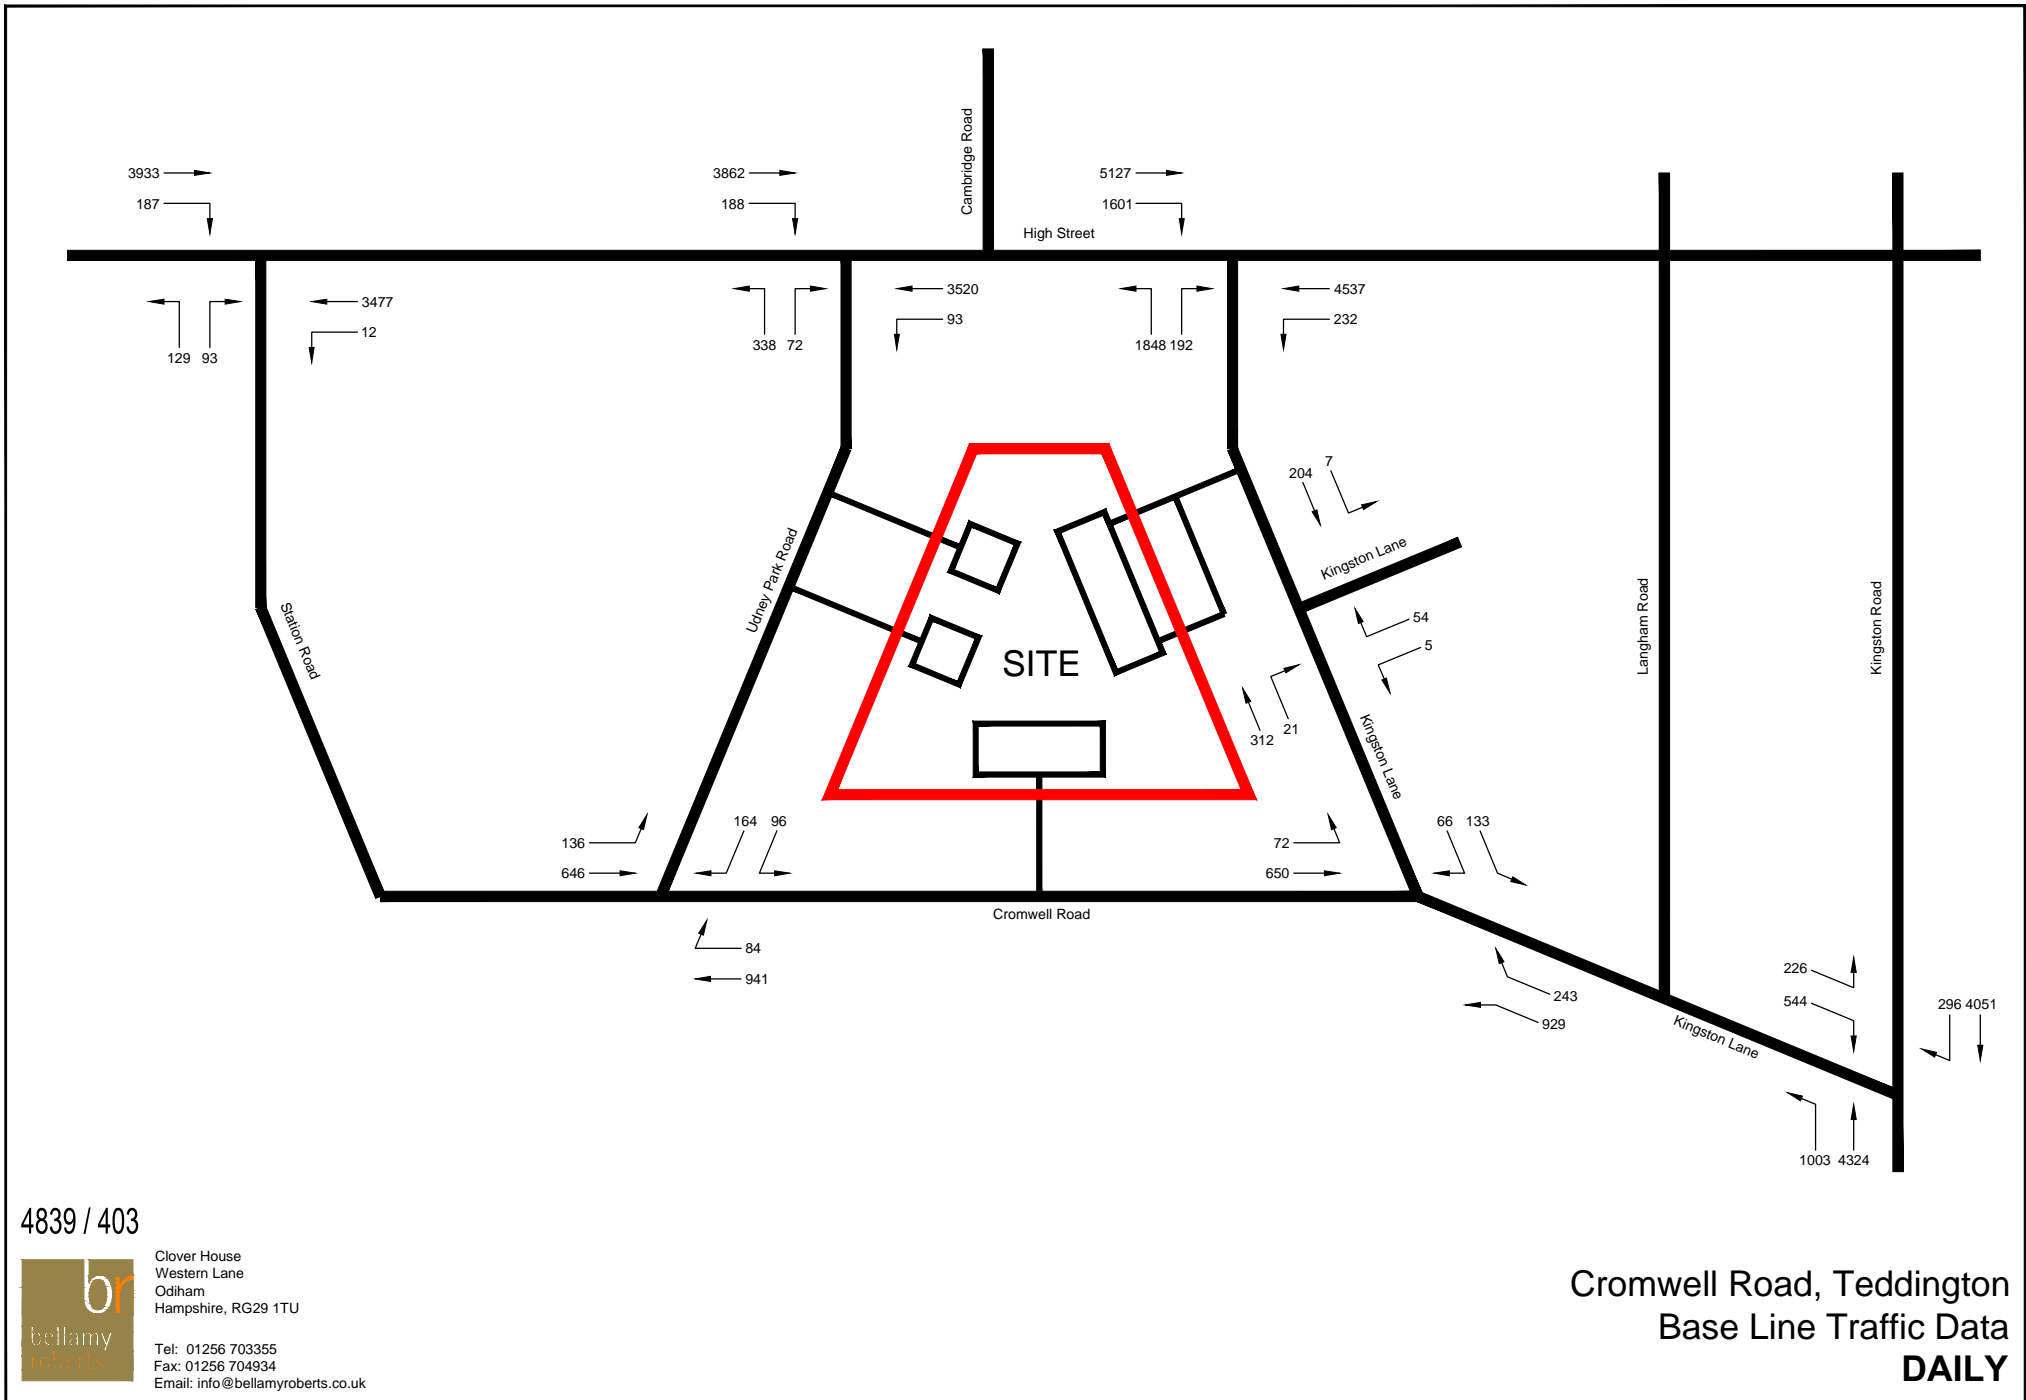 Cambridge Road
3933
3862
5127
187
188
1601
High Street
3477
3520
4537
12
93
232
129 93
338 72
1848 192
7
204
Kingston Lane
Udney Park Road
Station Road
Langham Road
Kingston Road
54
5
SITE
312 21
Kingston Lane
136
164 96
72
66 133
646
650
Cromwell Road
84
941
243
929
226
544
296 4051
Kingston Lane
1003 4324
4839 / 403
br
bellamy
roberts
Clover House
Western Lane
Odiham
Hampshire, RG29 1TU
Tel: 01256 703355
Fax: 01256 704934
Email: info@bellamyroberts.co.uk
Cromwell Road, Teddington
Base Line Traffic Data
DAILY